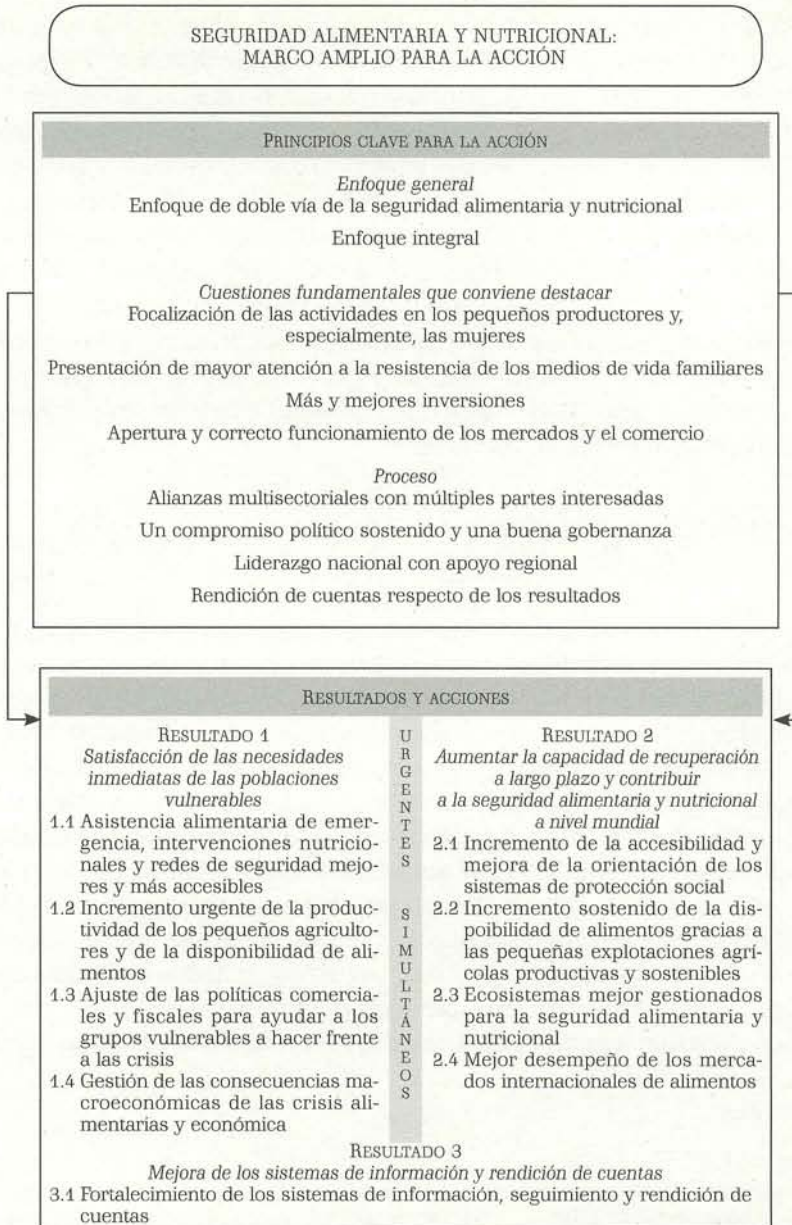 SEGURIDAD ALIMENTARIA Y NUTRICIONAL:
MARCO AMPLIO PARA LA ACCIÓN
PRINCIPIOS CLAVE PARA LA ACCIÓN
Enfoque general
Enfoque de doble vía de la seguridad alimentaria y nutricional
Enfoque integral
Cuestiones fundamentales que conviene destacar
Focalización de las actividades en los pequeños productores y,
especialmente, las mujeres
Presentación de mayor atención a la resistencia de los medios de vida familiares
Más y mejores inversiones
Apertura y correcto funcionamiento de los mercados y el comercio
Proceso
Alianzas multisectoriales con múltiples partes interesadas
Un compromiso político sostenido y una buena gobernanza
Liderazgo nacional con apoyo regional
Rendición de cuentas respecto de los resultados
RESULTADOS Y ACCIONES
RESULTADO 1
Satisfacción de las necesidades
inmediatas de las poblaciones
vulnerables
1.1 Asistencia alimentaria de emer-
gencia, intervenciones nutricio-
nales y redes de seguridad mejo-
res y más accesibles
1.2 Incremento urgente de la produc-
tividad de los pequeños agriculto-
res y de la disponibilidad de ali-
mentos
1.3 Ajuste de las políticas comercia-
les y fiscales para ayudar a los
grupos vulnerables a hacer frente
a las crisis
1.4 Gestión de las consecuencias ma-
croeconómicas de las crisis ali-
mentarias y económica
URGENTES SIMULTÁNEOS
RESULTADO 2
Aumentar la capacidad de recuperación
a largo plazo y contribuir
a la seguridad alimentaria y nutricional
a nivel mundial
2.1 Incremento de la accesibilidad y
mejora de la orientación de los
sistemas de protección social
2.2 Incremento sostenido de la dis-
poibilidad de alimentos gracias a
las pequeñas explotaciones agrí-
colas productivas y sostenibles
2.3 Ecosistemas mejor gestionados
para la seguridad alimentaria y
nutricional
2.4 Mejor desempeño de los merca-
dos internacionales de alimentos
RESULTADO 3
Mejora de los sistemas de información y rendición de cuentas
3.1 Fortalecimiento de los sistemas de información, seguimiento y rendición de
cuentas